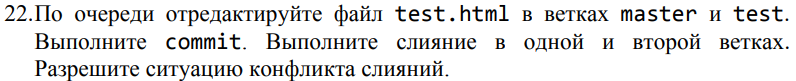 22.По очереди отредактируйте файл test.html в ветках master и test.
Выполните commit. Выполните слияние в одной и второй ветках.
Разрешите ситуацию конфликта слияний.